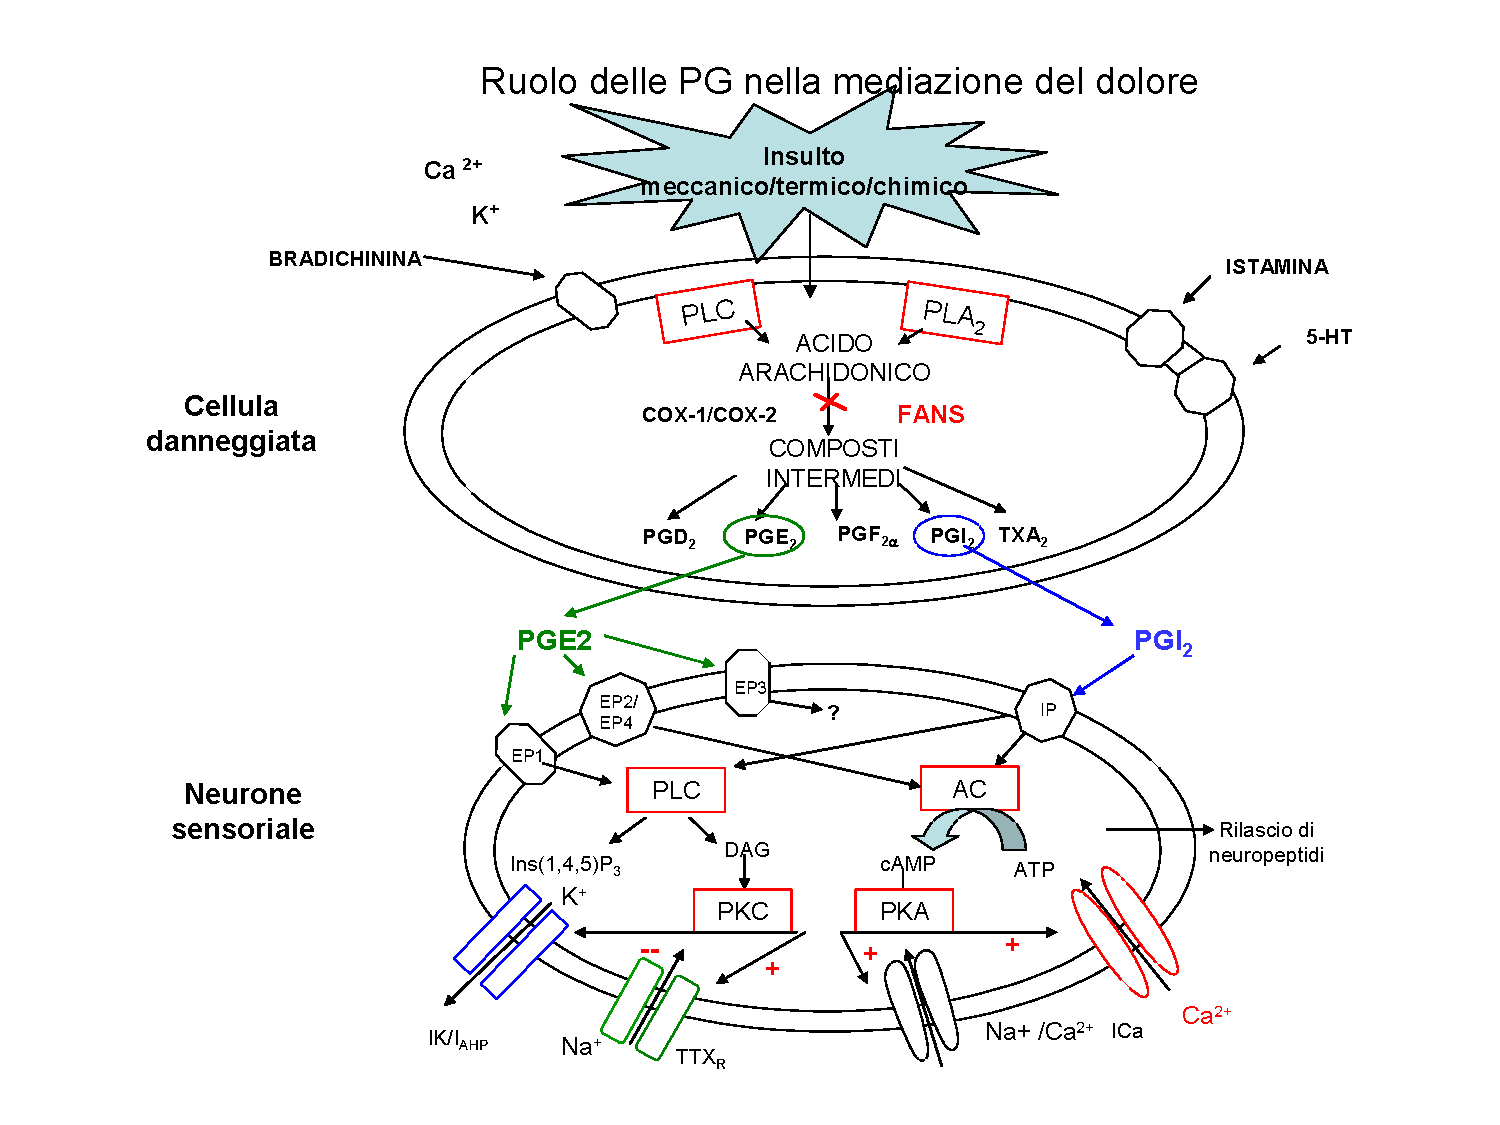 Ruolo delle PG nella mediazione del dolore
Insulto
meccanico/termico/chimico
Ca 2+
K+
BRADICHININA
ISTAMINA
5-HT
PLC
PLA2
ACIDO
ARACHIDONICO
COX-1/COX-2
FANS
COMPOSTI
INTERMEDI
Cellula
danneggiata
PGD2
PGE2
PGF2α
PGI2
TXA2
PGE2
PGI2
EP3
?
EP2/
EP4
IP
EP1
PLC
AC
Neurone
sensoriale
Rilascio di
neuropeptidi
Ins(1,4,5)P3
DAG
cAMP
ATP
K+
PKC
PKA
--
+
+
+
IK/IAHP
Na+
TTXR
Na+ /Ca2+
ICa
Ca2+